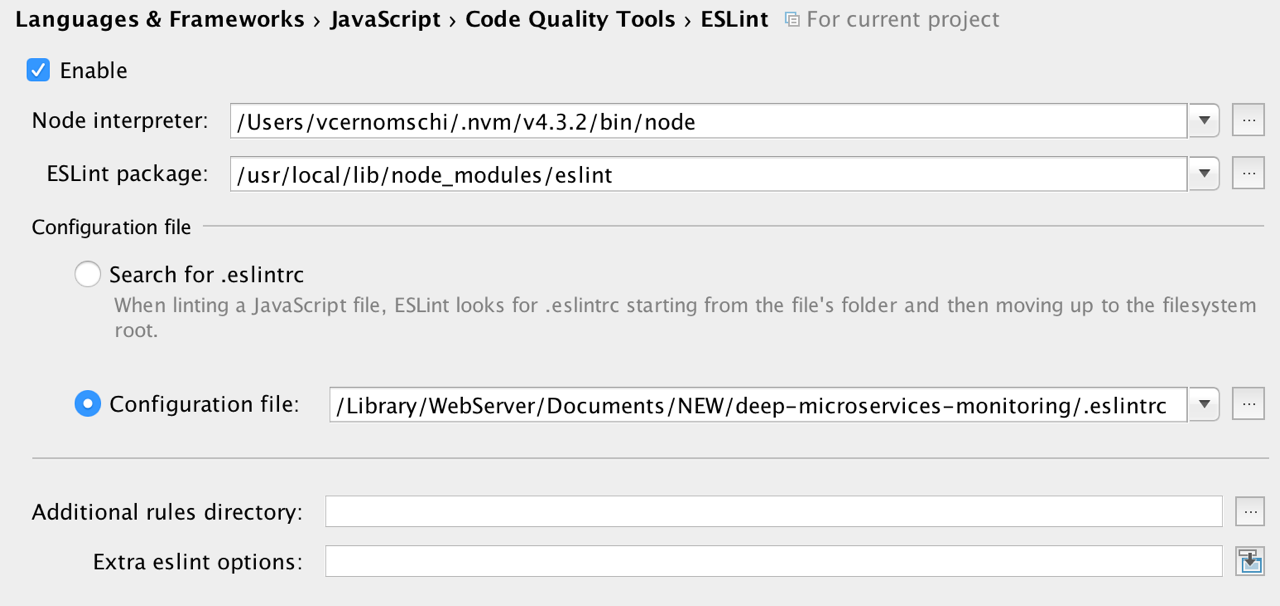 Languages & Frameworks › JavaScript › Code Quality Tools › ESLint For current project
Enable
Node interpreter: /Users/vcernomschi/.nvm/v4.3.2/bin/node ...
ESLint package: /usr/local/lib/node_modules/eslint ...
Configuration file
Search for .eslintrc
When linting a JavaScript file, ESLint looks for .eslintrc starting from the file's folder and then moving up to the filesystem
root.
Configuration file: /Library/WebServer/Documents/NEW/deep-microservices-monitoring/.eslintrc ...
Additional rules directory: ...
Extra eslint options: